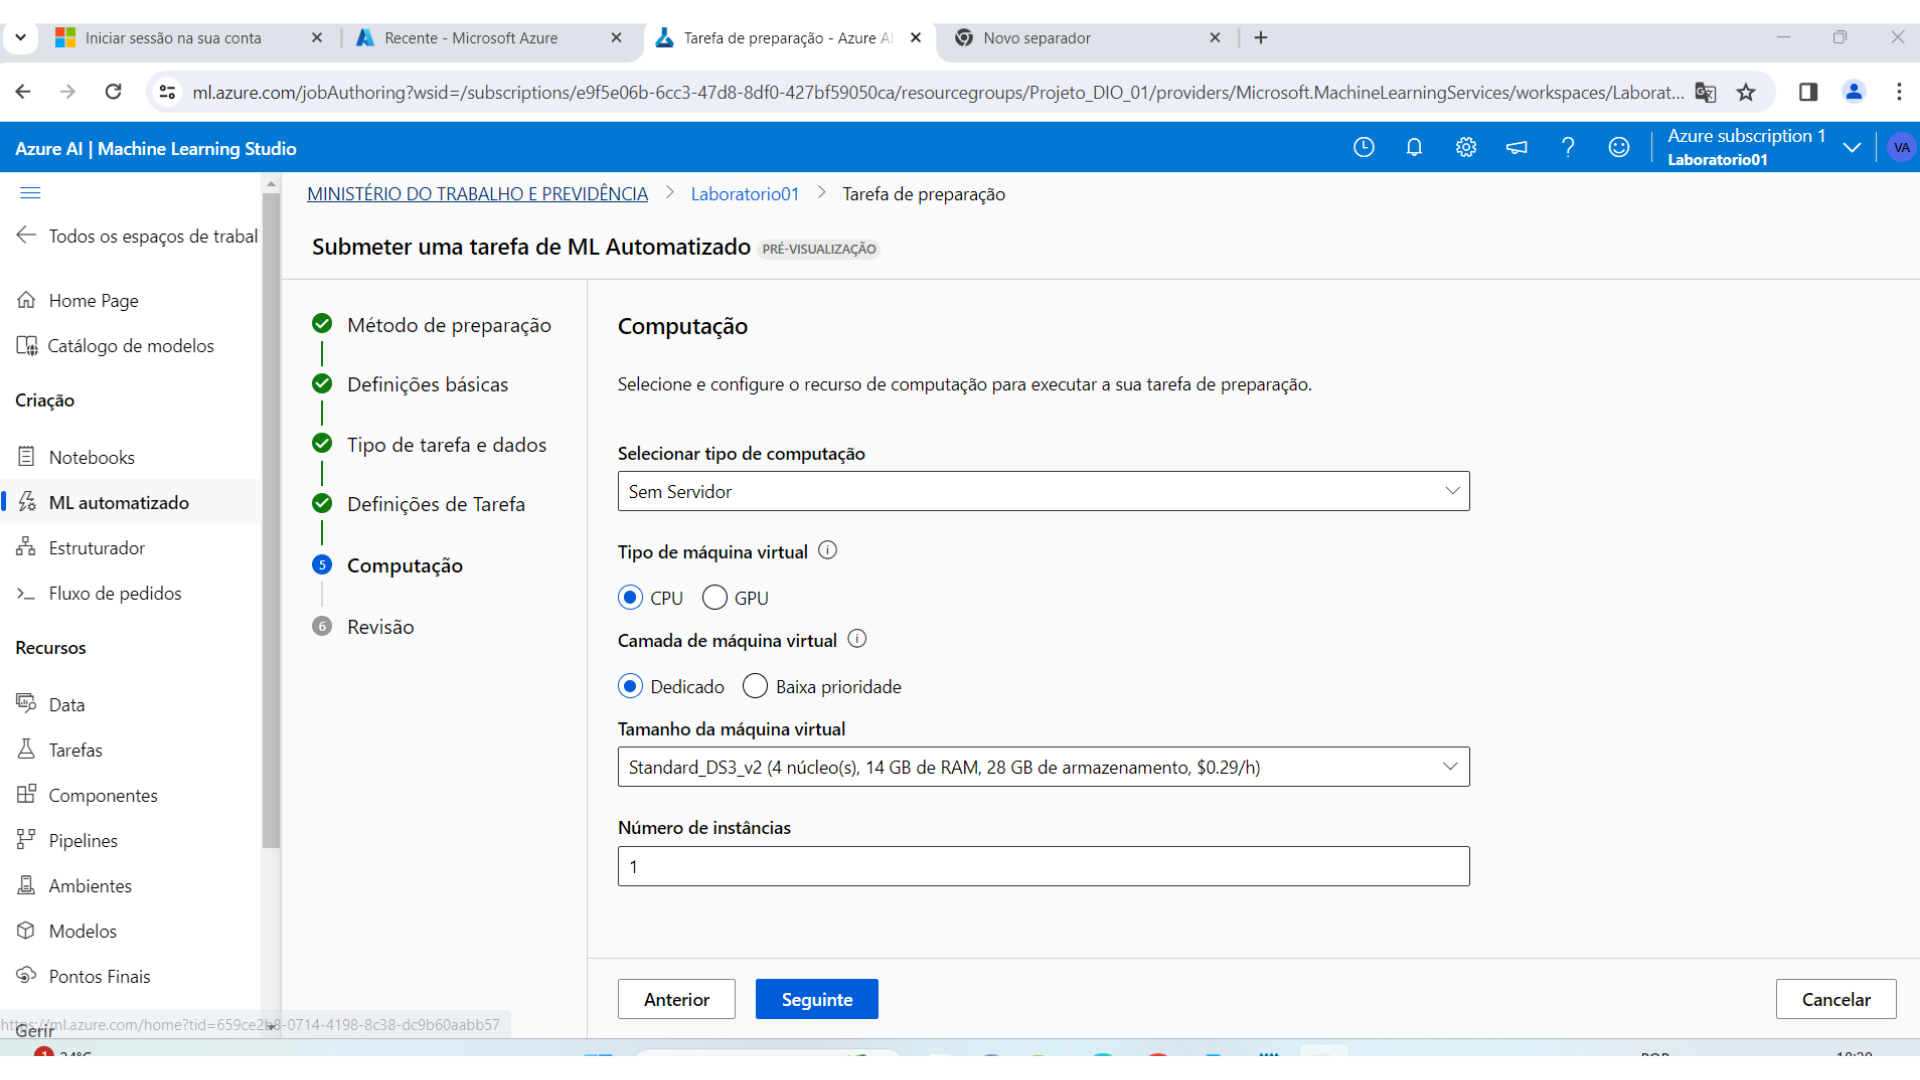 Iniciar sessão na sua conta
Recente - Microsoft Azure
Tarefa de preparação - Azure AI
Novo separador
ml.azure.com/jobAuthoring?wsid=/subscriptions/e9f5e06b-6cc3-47d8-8df0-427bf59050ca/resourcegroups/Projeto_DIO_01/providers/Microsoft.MachineLearningServices/workspaces/Laborat...
Azure AI | Machine Learning Studio
Azure subscription 1
Laboratorio01
VA
MINISTÉRIO DO TRABALHO E PREVIDÊNCIA > Laboratorio01 > Tarefa de preparação
Submeter uma tarefa de ML Automatizado PRÉ-VISUALIZAÇÃO
Todos os espaços de trabal
Home Page
Catálogo de modelos
Criação
Notebooks
ML automatizado
Estruturador
Fluxo de pedidos
Recursos
Data
Tarefas
Componentes
Pipelines
Ambientes
Modelos
Pontos Finais
Gerir
https://ml.azure.com/home?tid=659ce2b8-0714-4198-8c38-dc9b60aabb57
Método de preparação
Definições básicas
Tipo de tarefa e dados
Definições de Tarefa
5 Computação
6 Revisão
Computação
Selecione e configure o recurso de computação para executar a sua tarefa de preparação.
Selecionar tipo de computação
Sem Servidor
Tipo de máquina virtual
CPU GPU
Camada de máquina virtual
Dedicado Baixa prioridade
Tamanho da máquina virtual
Standard_DS3_v2 (4 núcleo(s), 14 GB de RAM, 28 GB de armazenamento, $0.29/h)
Número de instâncias
1
Anterior Seguinte Cancelar